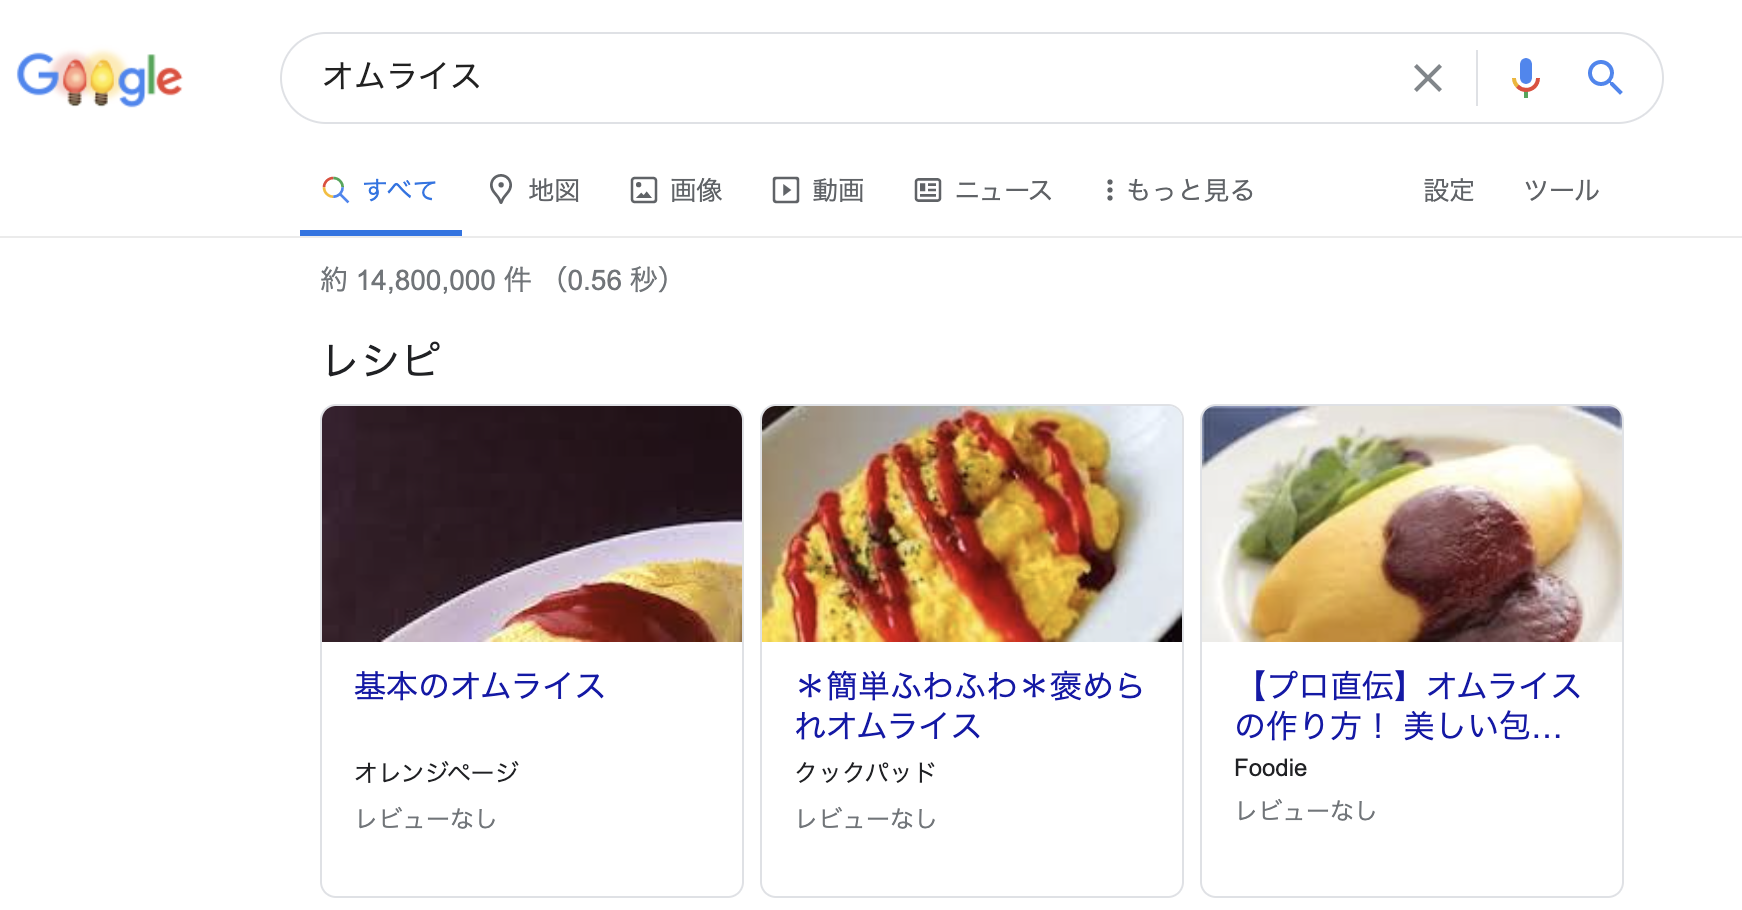 Google
オムライス
すべて 地図 画像 動画 ニュース もっと見る 設定 ツール
約 14,800,000 件 （0.56 秒）
レシピ
基本のオムライス
オレンジページ
レビューなし
＊簡単ふわふわ＊褒めら
れオムライス
クックパッド
レビューなし
【プロ直伝】オムライス
の作り方！ 美しい包...
Foodie
レビューなし